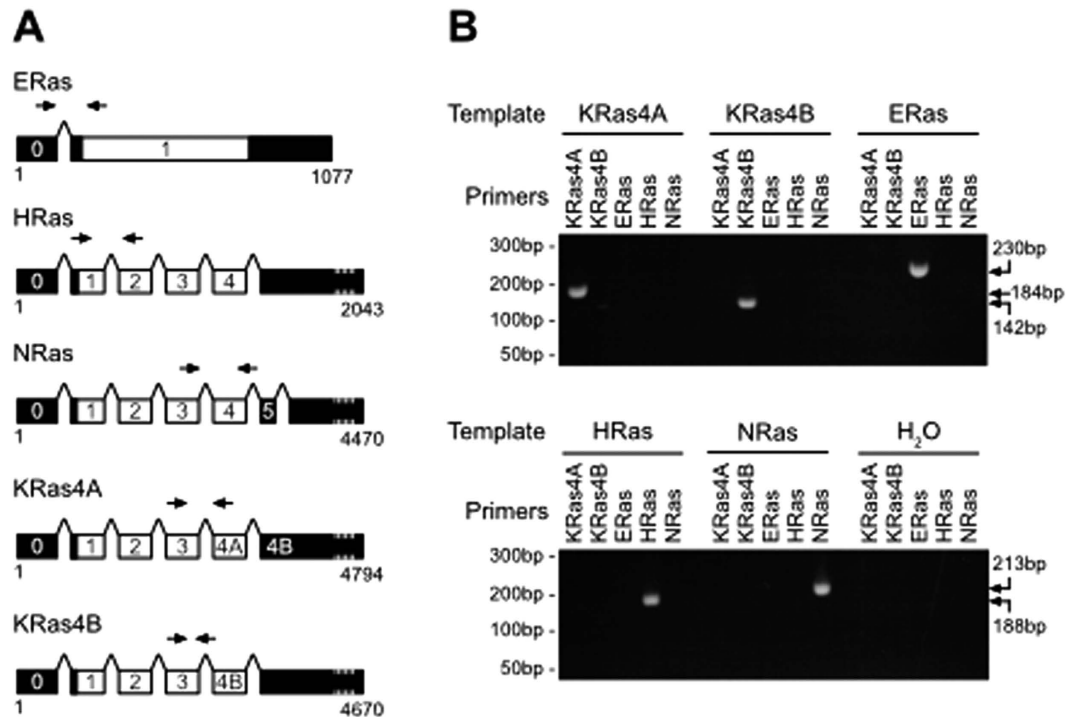 A
B
ERas
0 1
1 1077
HRas
0 1 2 3 4
1 2043
NRas
0 1 2 3 4 5
1 4470
KRas4A
0 1 2 3 4A 4B
1 4794
KRas4B
0 1 2 3 4B
1 4670
Template KRas4A KRas4B ERas
Primers KRas4A KRas4B ERas HRas NRas KRas4A KRas4B ERas HRas NRas KRas4A KRas4B ERas HRas NRas
300bp -
200bp -
100bp -
50bp -
230bp
184bp
142bp
Template HRas NRas H₂O
Primers KRas4A KRas4B ERas HRas NRas KRas4A KRas4B ERas HRas NRas KRas4A KRas4B ERas HRas NRas
300bp -
200bp -
100bp -
50bp -
213bp
188bp